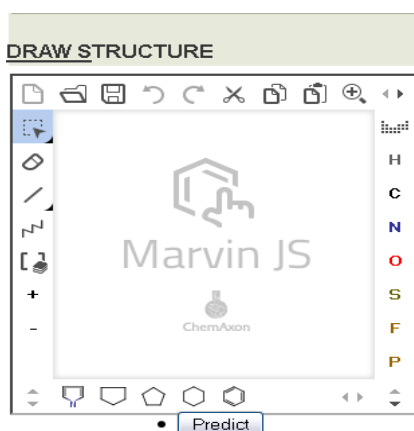 DRAW STRUCTURE
H
C
N
O
S
F
P
+
-
Marvin JS
ChemAxon
N
Predict